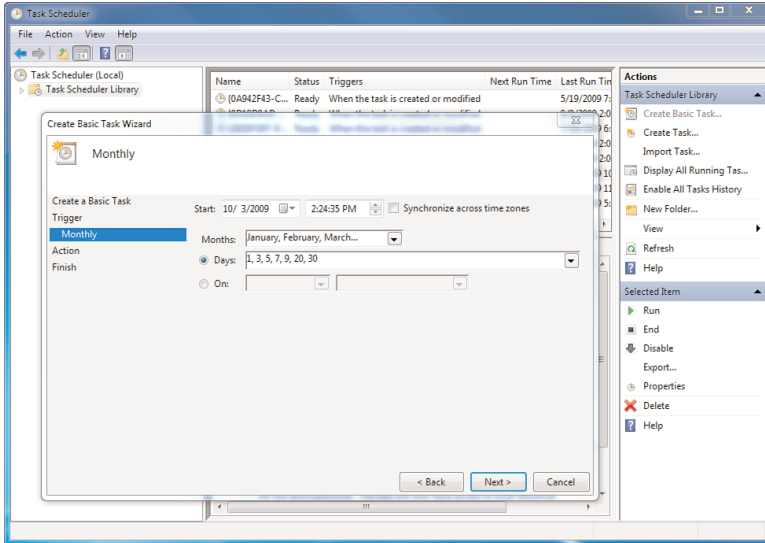 Task Scheduler
File Action View Help
Task Scheduler (Local)
Task Scheduler Library
Name Status Triggers Next Run Time Last Run Tin
{0A942F43-C... Ready When the task is created or modified 5/19/2009 7:
Create Basic Task Wizard
Monthly
Create a Basic Task
Trigger
Monthly
Action
Finish
Start: 10/ 3/2009 2:24:35 PM Synchronize across time zones
Months: January, February, March...
Days: 1, 3, 5, 7, 9, 20, 30
On:
< Back Next > Cancel
Actions
Task Scheduler Library
Create Basic Task...
Create Task...
Import Task...
Display All Running Tas...
Enable All Tasks History
New Folder...
View
Refresh
Help
Selected Item
Run
End
Disable
Export...
Properties
Delete
Help